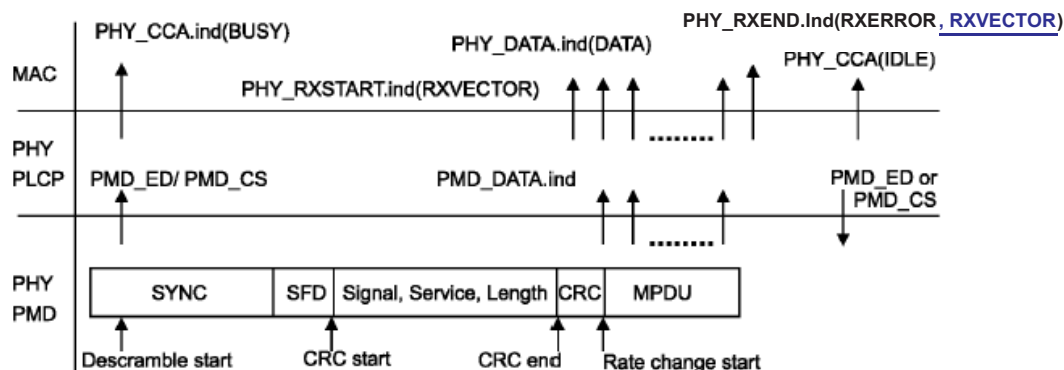 PHY_RXEND.Ind(RXERROR, RXVECTOR)
PHY_CCA.ind(BUSY)
PHY_DATA.ind(DATA)
PHY_CCA(IDLE)
MAC
PHY_RXSTART.ind(RXVECTOR)
PHY
PLCP
PMD_ED/ PMD_CS
PMD_DATA.ind
PMD_ED or
PMD_CS
PHY
PMD
SYNC
SFD
Signal, Service, Length
CRC
MPDU
Descramble start
CRC start
CRC end
Rate change start